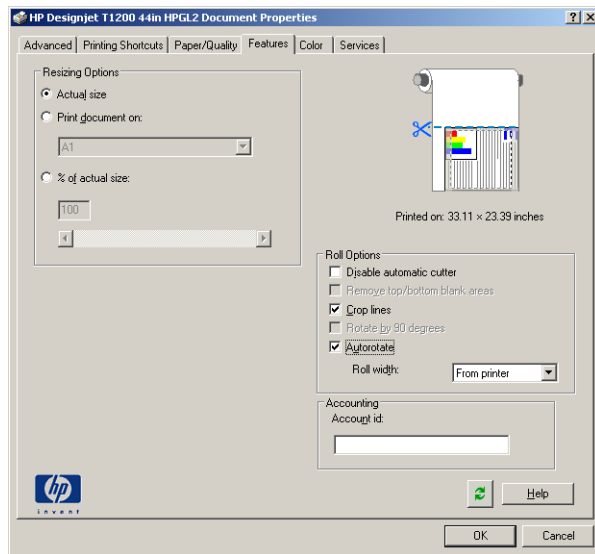 HP Designjet T1200 44in HPGL2 Document Properties
Advanced Printing Shortcuts Paper/Quality Features Color Services
Resizing Options
Actual size
Print document on:
A1
% of actual size:
100
Printed on: 33.11 × 23.39 inches
Roll Options
Disable automatic cutter
Remove top/bottom blank areas
Crop lines
Rotate by 90 degrees
Autorotate
Roll width: From printer
Accounting
Account id:
hp
invent
Help
OK Cancel